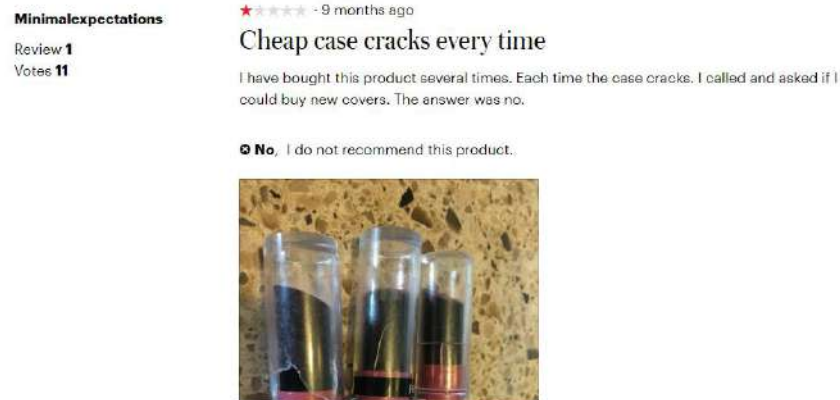 Minimalexpectations
Review 1
Votes 11
- 9 months ago
Cheap case cracks every time
I have bought this product several times. Each time the case cracks. I called and asked if I
could buy new covers. The answer was no.
No, I do not recommend this product.